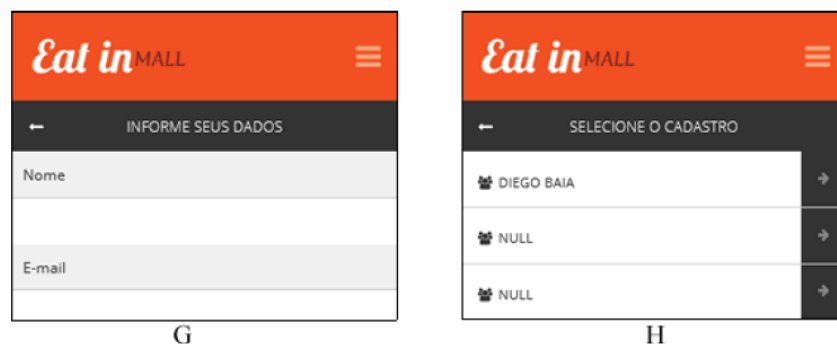 Eat in MALL
INFORME SEUS DADOS
Nome
E-mail
G
Eat in MALL
SELECIONE O CADASTRO
DIEGO BAIA
NULL
NULL
H